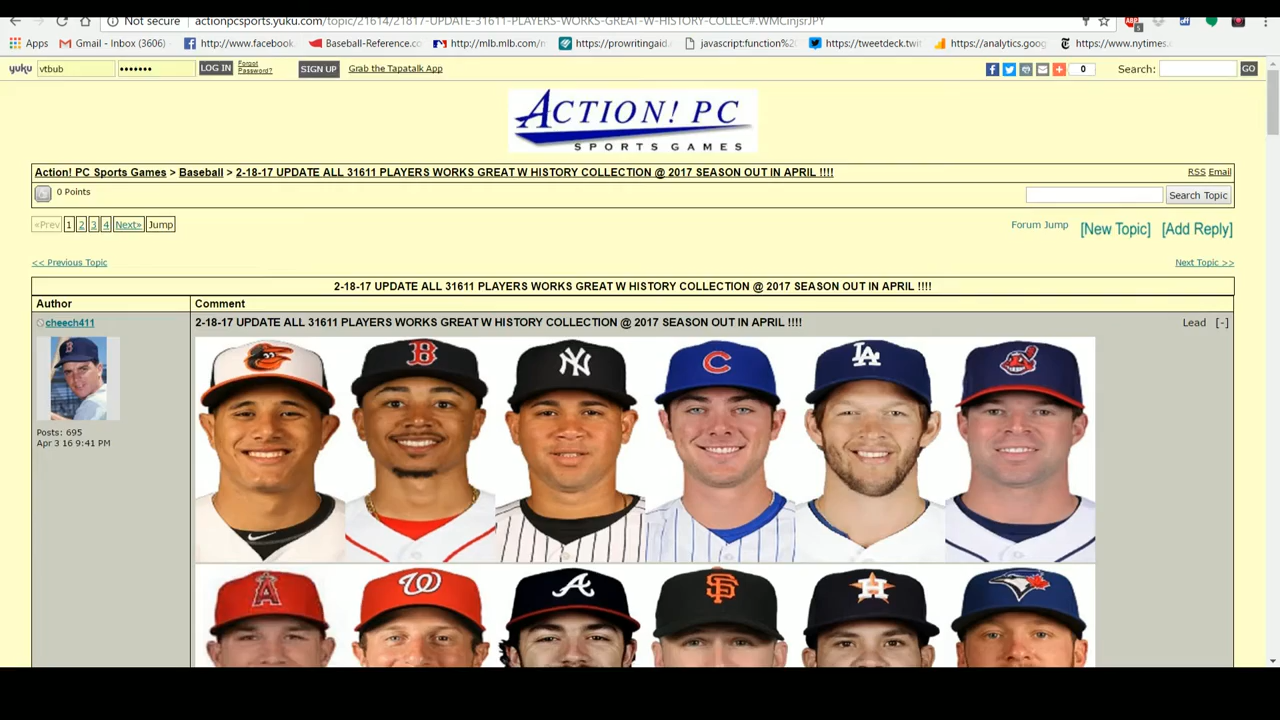 Not secure
actionpcsports.yuku.com/topic/21614/21817-UPDATE-31611-PLAYERS-WORKS-GREAT-W-HISTORY-COLLEC#.WMCinjsrJPY
Apps
Gmail - Inbox (3606)
http://www.facebook.
Baseball-Reference.co
http://mlb.mlb.com/n
https://prowritingaid.
javascript:function%2
https://tweetdeck.twi
https://analytics.goog
https://www.nytimes.
yuku
vtbub
•••••••
LOG IN
Forgot
Password?
SIGN UP
Grab the Tapatalk App
0
Search:
GO
ACTION! PC
SPORTS GAMES
Action! PC Sports Games > Baseball > 2-18-17 UPDATE ALL 31611 PLAYERS WORKS GREAT W HISTORY COLLECTION @ 2017 SEASON OUT IN APRIL !!!!
RSS Email
0 Points
Search Topic
«Prev 1 2 3 4 Next» Jump
Forum Jump
[New Topic] [Add Reply]
<< Previous Topic
Next Topic >>
2-18-17 UPDATE ALL 31611 PLAYERS WORKS GREAT W HISTORY COLLECTION @ 2017 SEASON OUT IN APRIL !!!!
Author
Comment
cheech411
2-18-17 UPDATE ALL 31611 PLAYERS WORKS GREAT W HISTORY COLLECTION @ 2017 SEASON OUT IN APRIL !!!!
Lead [-]
Posts: 695
Apr 3 16 9:41 PM
B
NY
C
LA
A
W
A
SF
H